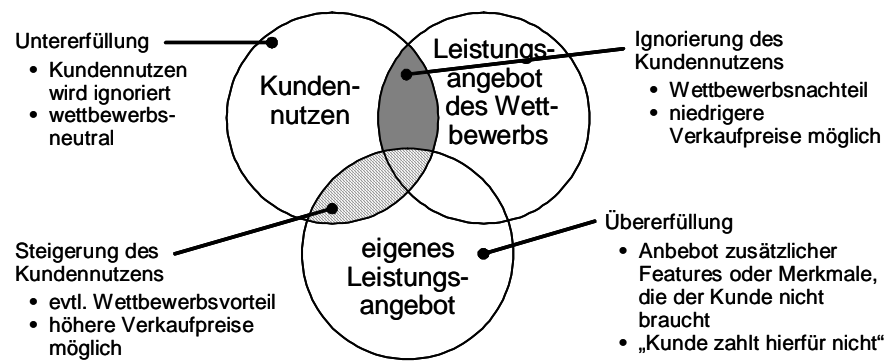 Untererfüllung
• Kundennutzen
wird ignoriert
• wettbewerbs-
neutral
Kunden-
nutzen
Leistungs-
angebot
des Wett-
bewerbs
Ignorierung des
Kundennutzens
• Wettbewerbsnachteil
• niedrigere
Verkaufpreise möglich
Steigerung des
Kundennutzens
• evtl. Wettbewerbsvorteil
• höhere Verkaufpreise
möglich
eigenes
Leistungs-
angebot
Übererfüllung
• Anbebot zusätzlicher
Features oder Merkmale,
die der Kunde nicht
braucht
• „Kunde zahlt hierfür nicht“